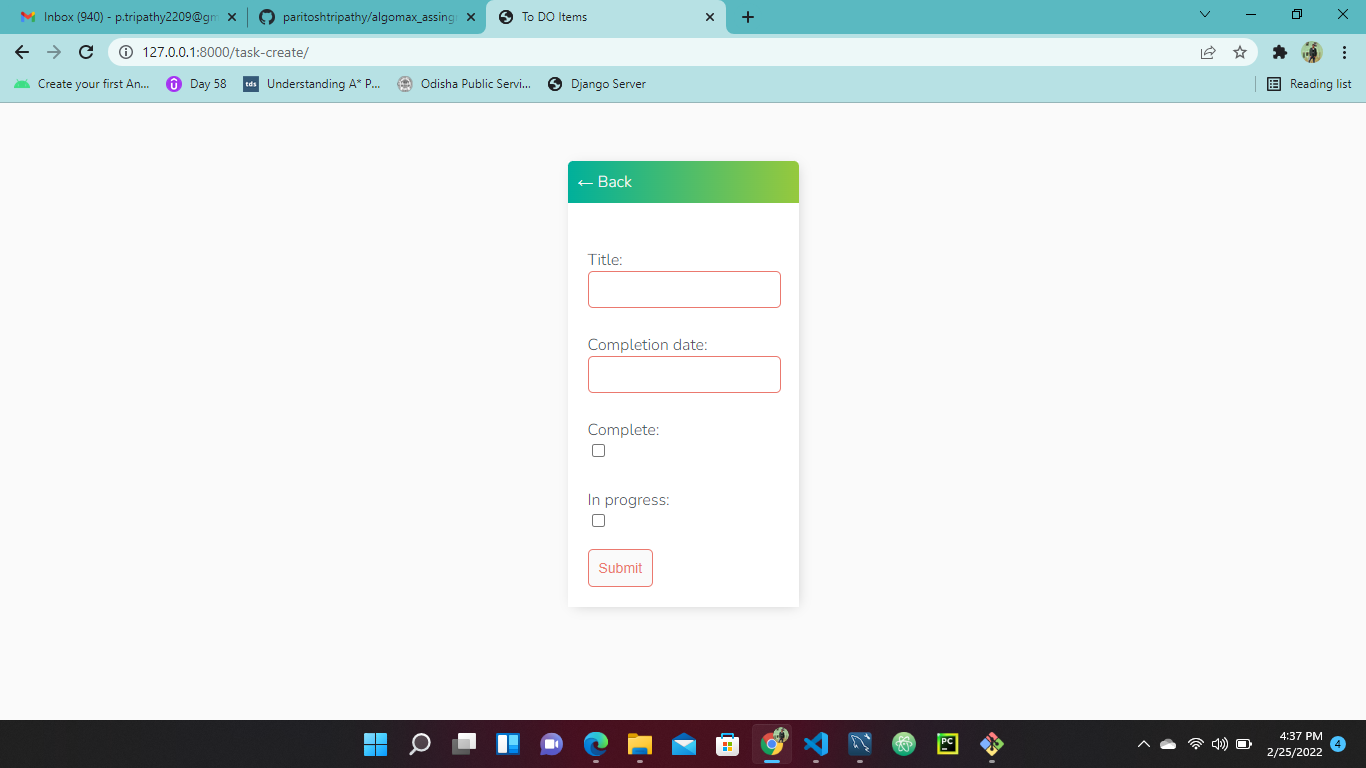 Inbox (940) - p.tripathy2209@gm
paritoshtripathy/algomax_assing
To DO Items
127.0.0.1:8000/task-create/
Create your first An...
Day 58
tds
Understanding A* P...
Odisha Public Servi...
Django Server
Reading list
← Back
Title:
Completion date:
Complete:
In progress:
Submit
PC
4:37 PM
2/25/2022
4